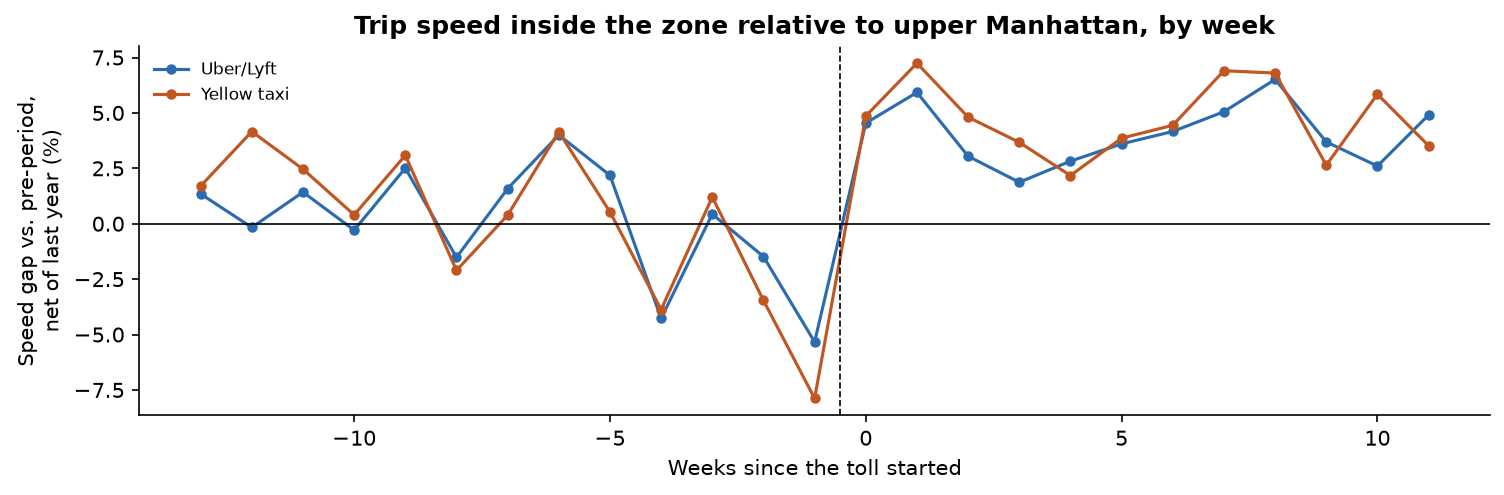 Trip speed inside the zone relative to upper Manhattan, by week
Uber/Lyft
Yellow taxi
Speed gap vs. pre-period,
net of last year (%)
7.5
5.0
2.5
0.0
−2.5
−5.0
−7.5
−10
−5
0
5
10
Weeks since the toll started